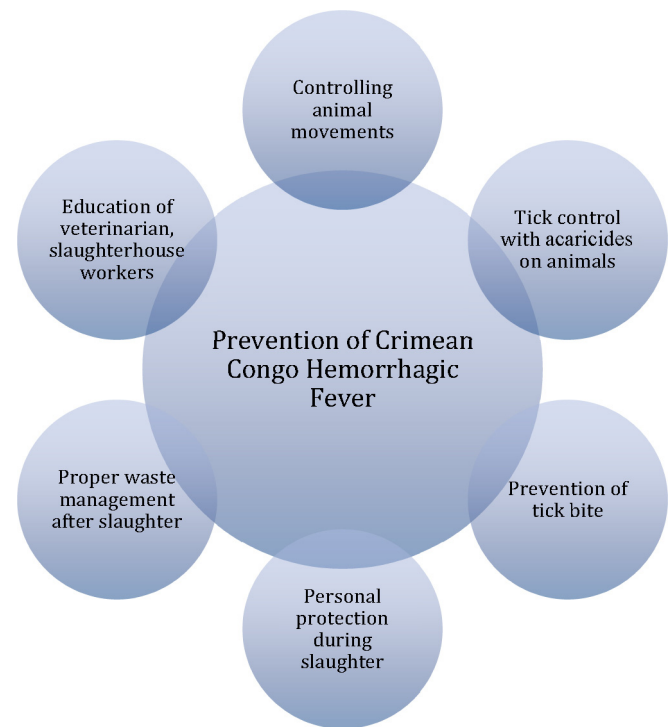 Controlling
animal
movements
Education of
veterinarian,
slaughterhouse
workers
Tick control
with acaricides
on animals
Prevention of Crimean
Congo Hemorrhagic
Fever
Proper waste
management
after slaughter
Prevention of
tick bite
Personal
protection
during
slaughter